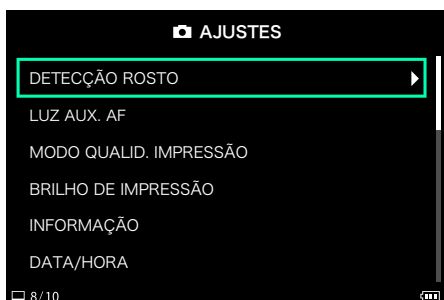 AJUSTES
DETECÇÃO ROSTO
LUZ AUX. AF
MODO QUALID. IMPRESSÃO
BRILHO DE IMPRESSÃO
INFORMAÇÃO
DATA/HORA
8/10